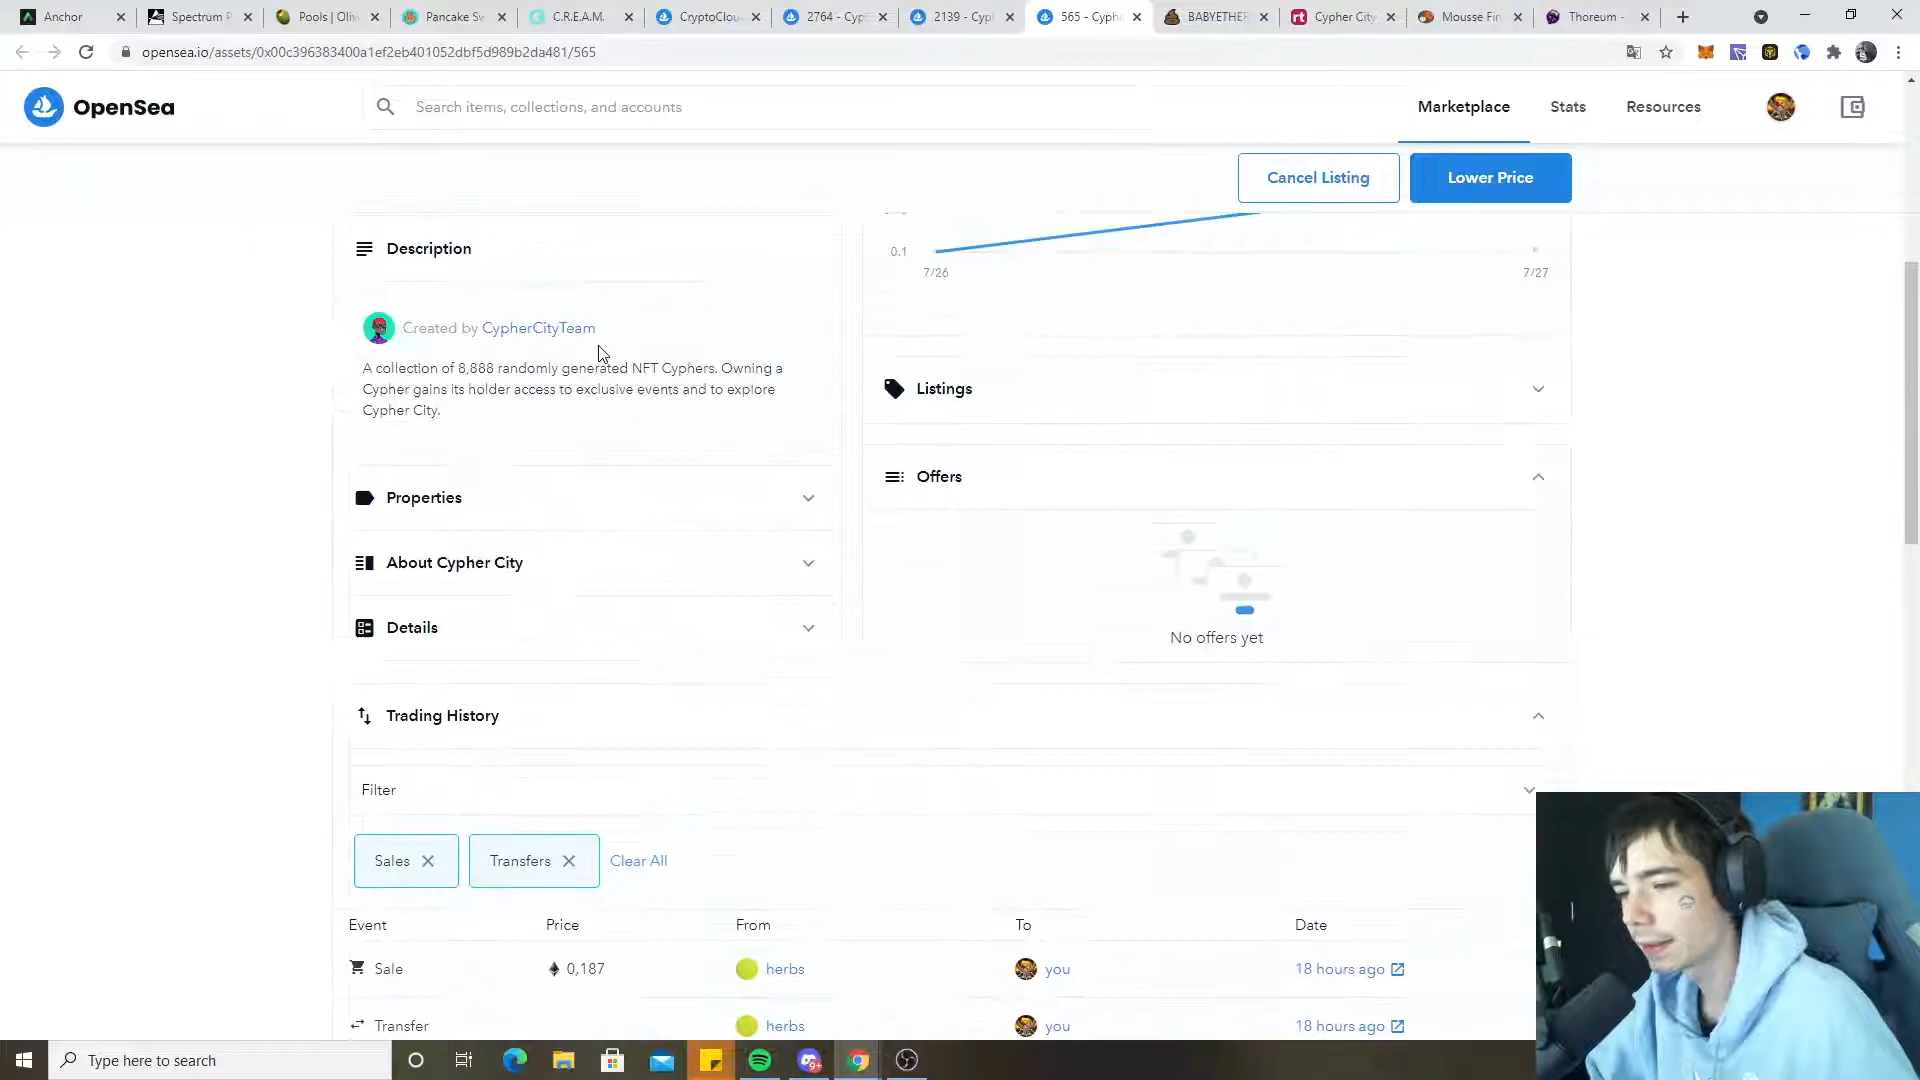 Anchor
Spectrum P
Pools | Oliv
Pancake Sw
C.R.E.A.M.
CryptoClou
2764 - Cyp
2139 - Cyp
565 - Cyphe
BABYETHER
Cypher City
Mousse Fin
Thoreum -
opensea.io/assets/0x00c396383400a1ef2eb401052dbf5d989b2da481/565
OpenSea
Search items, collections, and accounts
Marketplace
Stats
Resources
Cancel Listing
Lower Price
Description
0.1
7/26
7/27
Created by CypherCityTeam
A collection of 8,888 randomly generated NFT Cyphers. Owning a
Cypher gains its holder access to exclusive events and to explore
Cypher City.
Listings
Offers
Properties
About Cypher City
Details
No offers yet
Trading History
Filter
Sales
Transfers
Clear All
Event Price From To Date
Sale 0,187 herbs you 18 hours ago
Transfer herbs you 18 hours ago
Type here to search
9+